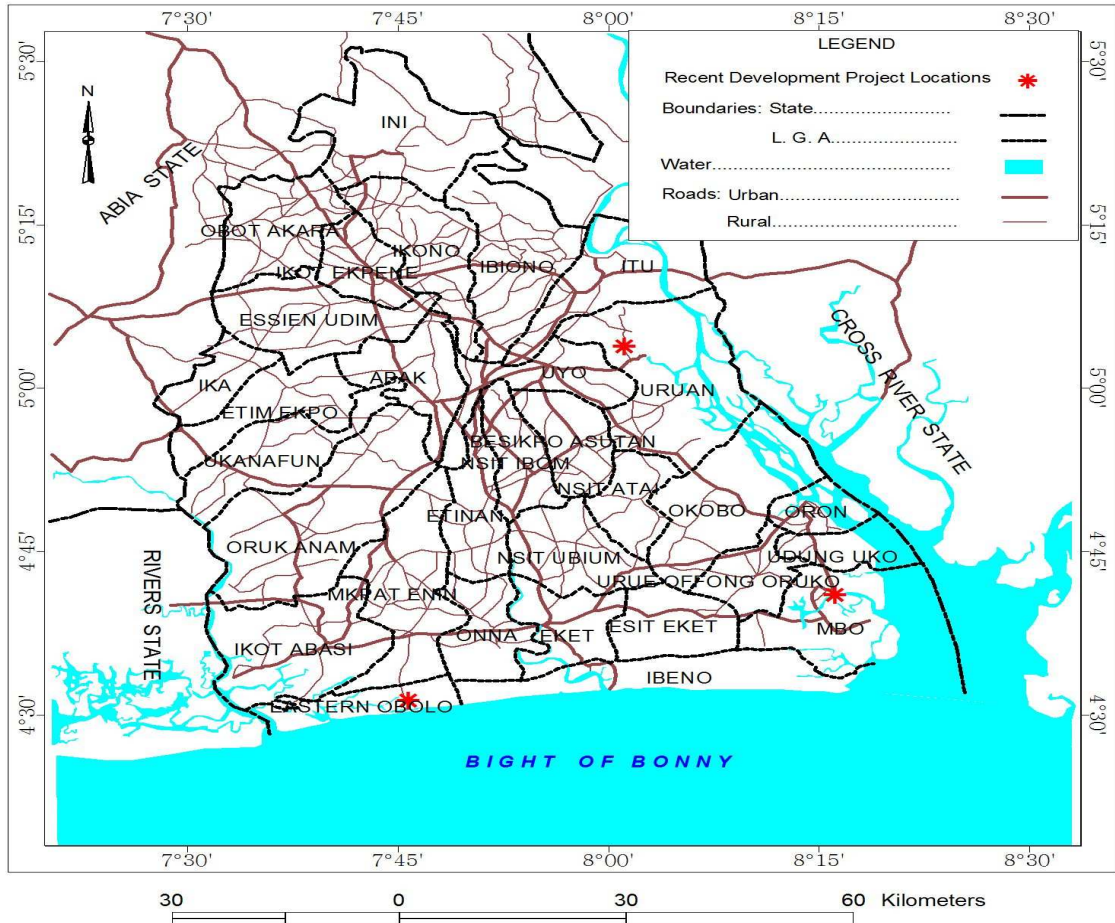 7°30' 7°45' 8°00' 8°15' 8°30'
LEGEND
Recent Development Project Locations
Boundaries: State
L. G. A
Water
Roads: Urban
Rural
N
5°30' 5°30'
INI
ABIA STATE
5°15' 5°15'
OBOT AKARA
IKONO
IKOT EKPENE
IBIONO
ITU
ESSIEN UDIM
CROSS RIVER STATE
UYO
ABAK
IKA
URUAN
5°00' 5°00'
ETIM EKPO
BESIKPO ASUTAN
UKANAFUN
NSIT IBOM
NSIT ATAI
OKOBO
ORON
ETINAN
4°45' 4°45'
ORUK ANAM
NSIT UBIUM
UDUNG UKO
RIVERS STATE
URUE OFFONG ORUKO
MKPAT ENIN
ESIT EKET
MBO
ONNA
EKET
IKOT ABASI
IBENO
EASTERN OBOLO
4°30' 4°30'
BIGHT OF BONNY
7°30' 7°45' 8°00' 8°15' 8°30'
30 0 30 60 Kilometers